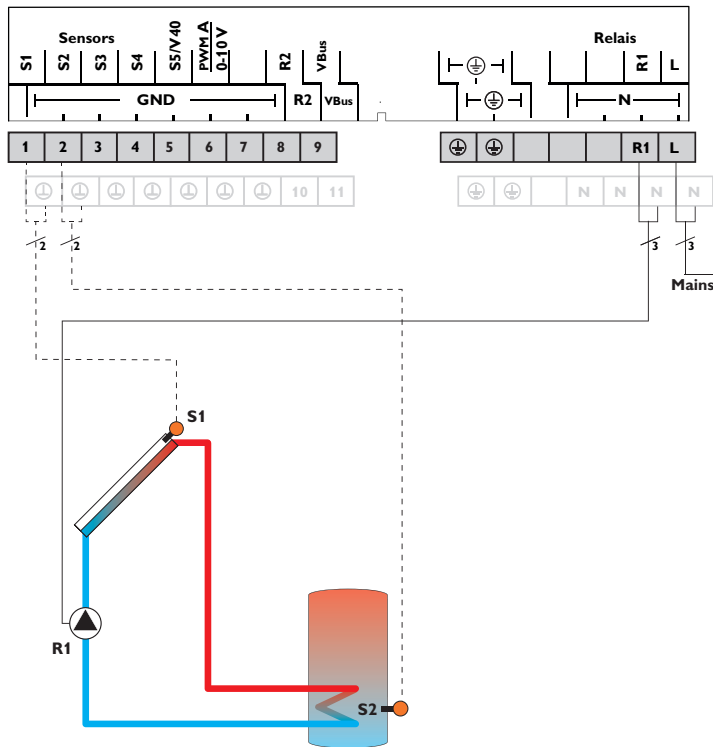 Sensors
Relais
S1 S2 S3 S4 S5/V40 PWM A 0-10 V R2 VBus R1 L
GND R2 VBus N
1 2 3 4 5 6 7 8 9 R1 L
10 11 N N N N
2 2 3 3
Mains
S1
R1
S2